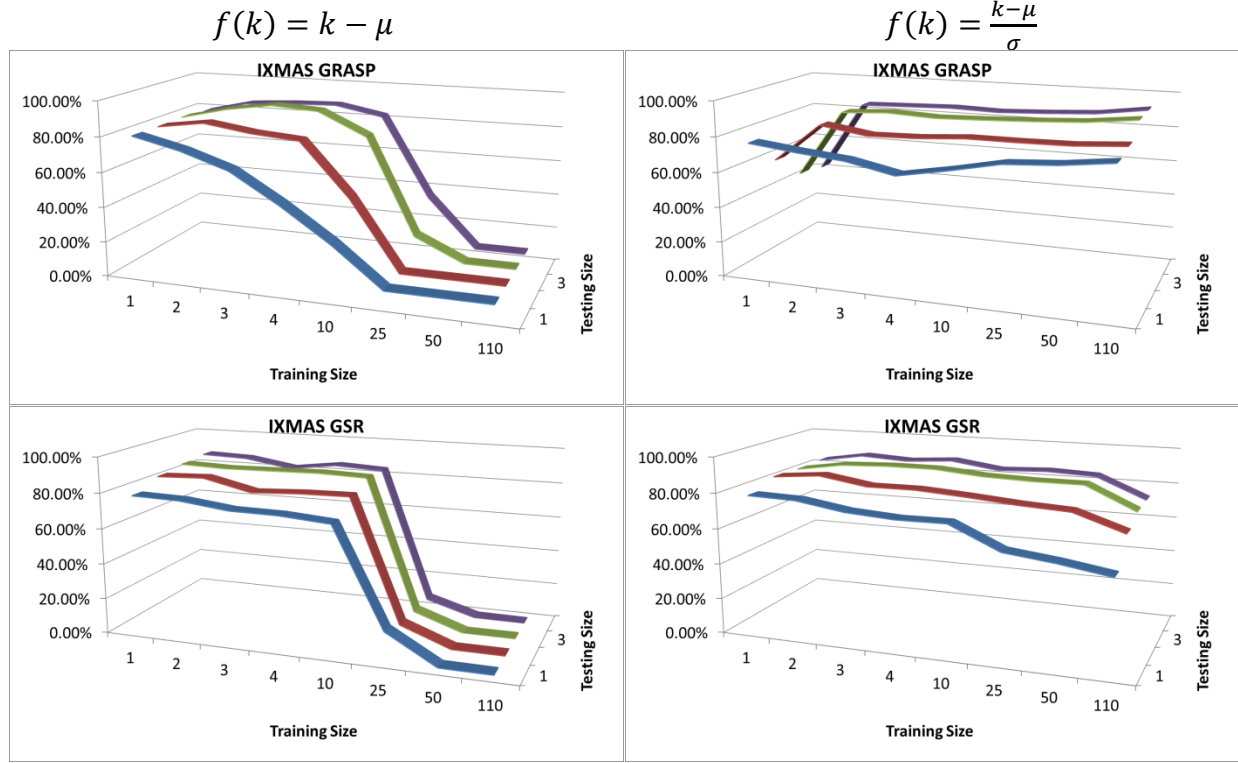 f(k) = k − μ
f(k) = (k−μ)/σ
IXMAS GRASP
100.00%
80.00%
60.00%
40.00%
20.00%
0.00%
1 2 3 4 10 25 50 110
Training Size
1 3
Testing Size
IXMAS GRASP
100.00%
80.00%
60.00%
40.00%
20.00%
0.00%
1 2 3 4 10 25 50 110
Training Size
1 3
Testing Size
IXMAS GSR
100.00%
80.00%
60.00%
40.00%
20.00%
0.00%
1 2 3 4 10 25 50 110
Training Size
1 3
Testing Size
IXMAS GSR
100.00%
80.00%
60.00%
40.00%
20.00%
0.00%
1 2 3 4 10 25 50 110
Training Size
1 3
Testing Size